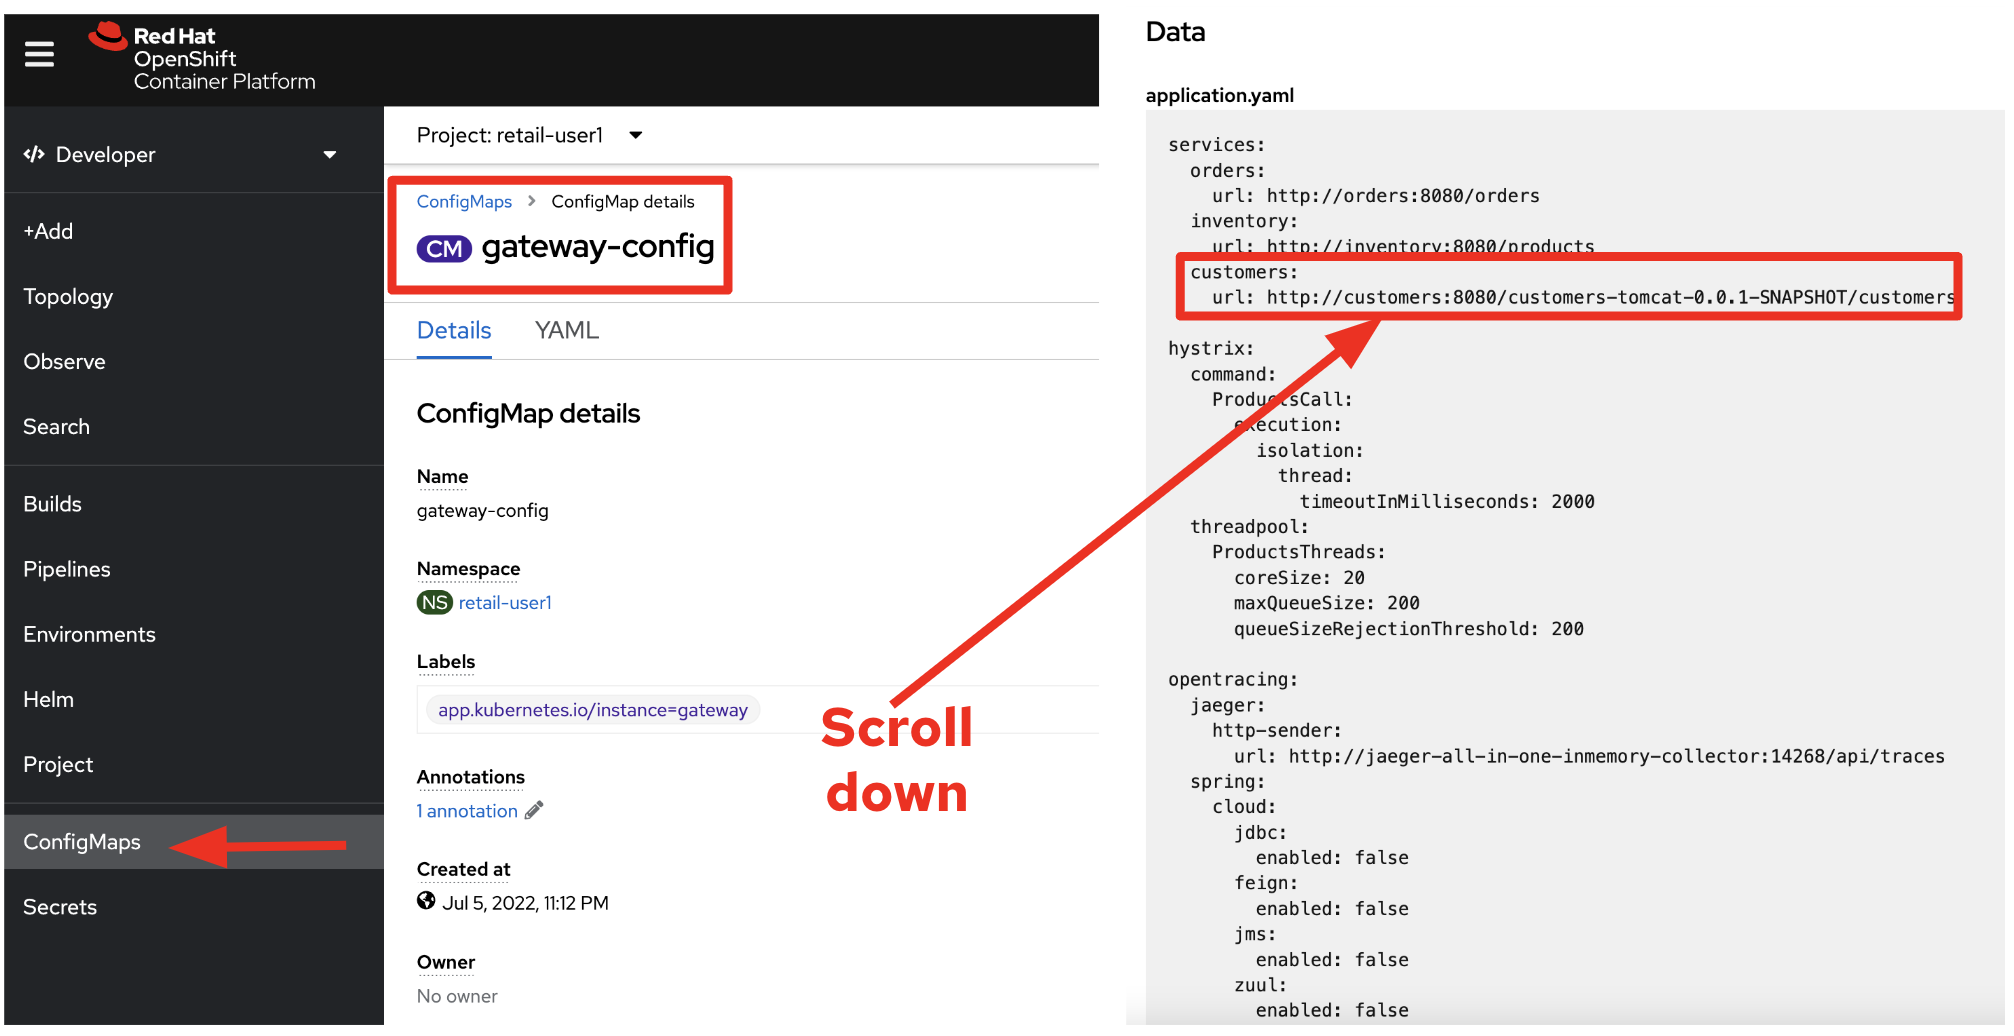 Red Hat
OpenShift
Container Platform
Developer
+Add
Topology
Observe
Search
Builds
Pipelines
Environments
Helm
Project
ConfigMaps
Secrets
Project: retail-user1
ConfigMaps > ConfigMap details
CM gateway-config
Details YAML
ConfigMap details
Name
gateway-config
Namespace
NS retail-user1
Labels
app.kubernetes.io/instance=gateway
Annotations
1 annotation
Created at
Jul 5, 2022, 11:12 PM
Owner
No owner
Scroll
down
Data
application.yaml
services:
  orders:
    url: http://orders:8080/orders
  inventory:
    url: http://inventory:8080/products
  customers:
    url: http://customers:8080/customers-tomcat-0.0.1-SNAPSHOT/customers
hystrix:
  command:
    ProductsCall:
      execution:
        isolation:
          thread:
            timeoutInMilliseconds: 2000
  threadpool:
    ProductsThreads:
      coreSize: 20
      maxQueueSize: 200
      queueSizeRejectionThreshold: 200
opentracing:
  jaeger:
    http-sender:
      url: http://jaeger-all-in-one-inmemory-collector:14268/api/traces
  spring:
    cloud:
      jdbc:
        enabled: false
      feign:
        enabled: false
      jms:
        enabled: false
      zuul:
        enabled: false